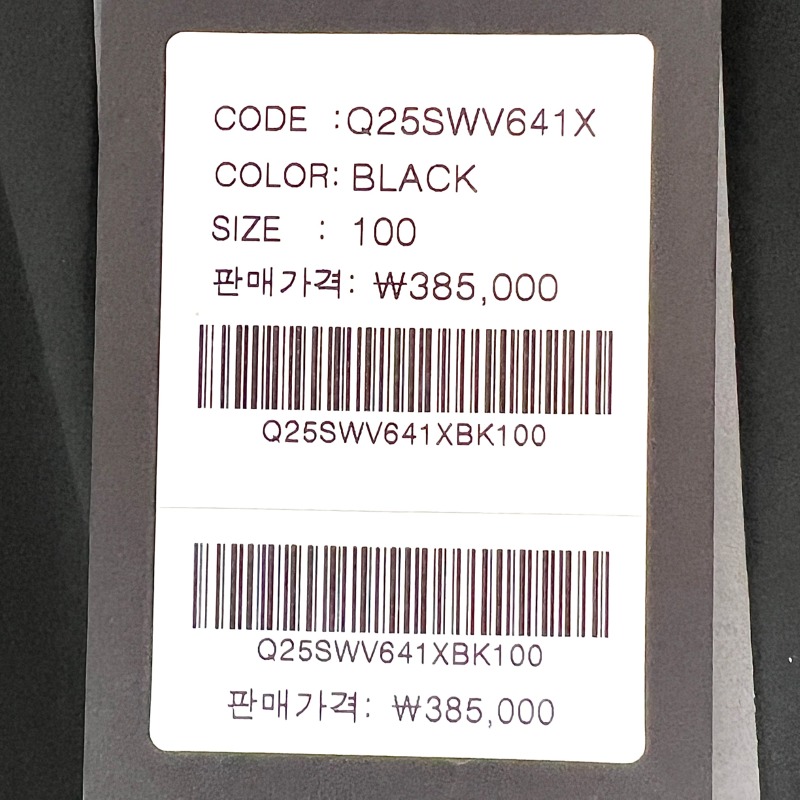 CODE :Q25SWV641X
COLOR: BLACK
SIZE : 100
판매가격: ₩385,000
Q25SWV641XBK100
Q25SWV641XBK100
판매가격: ₩385,000